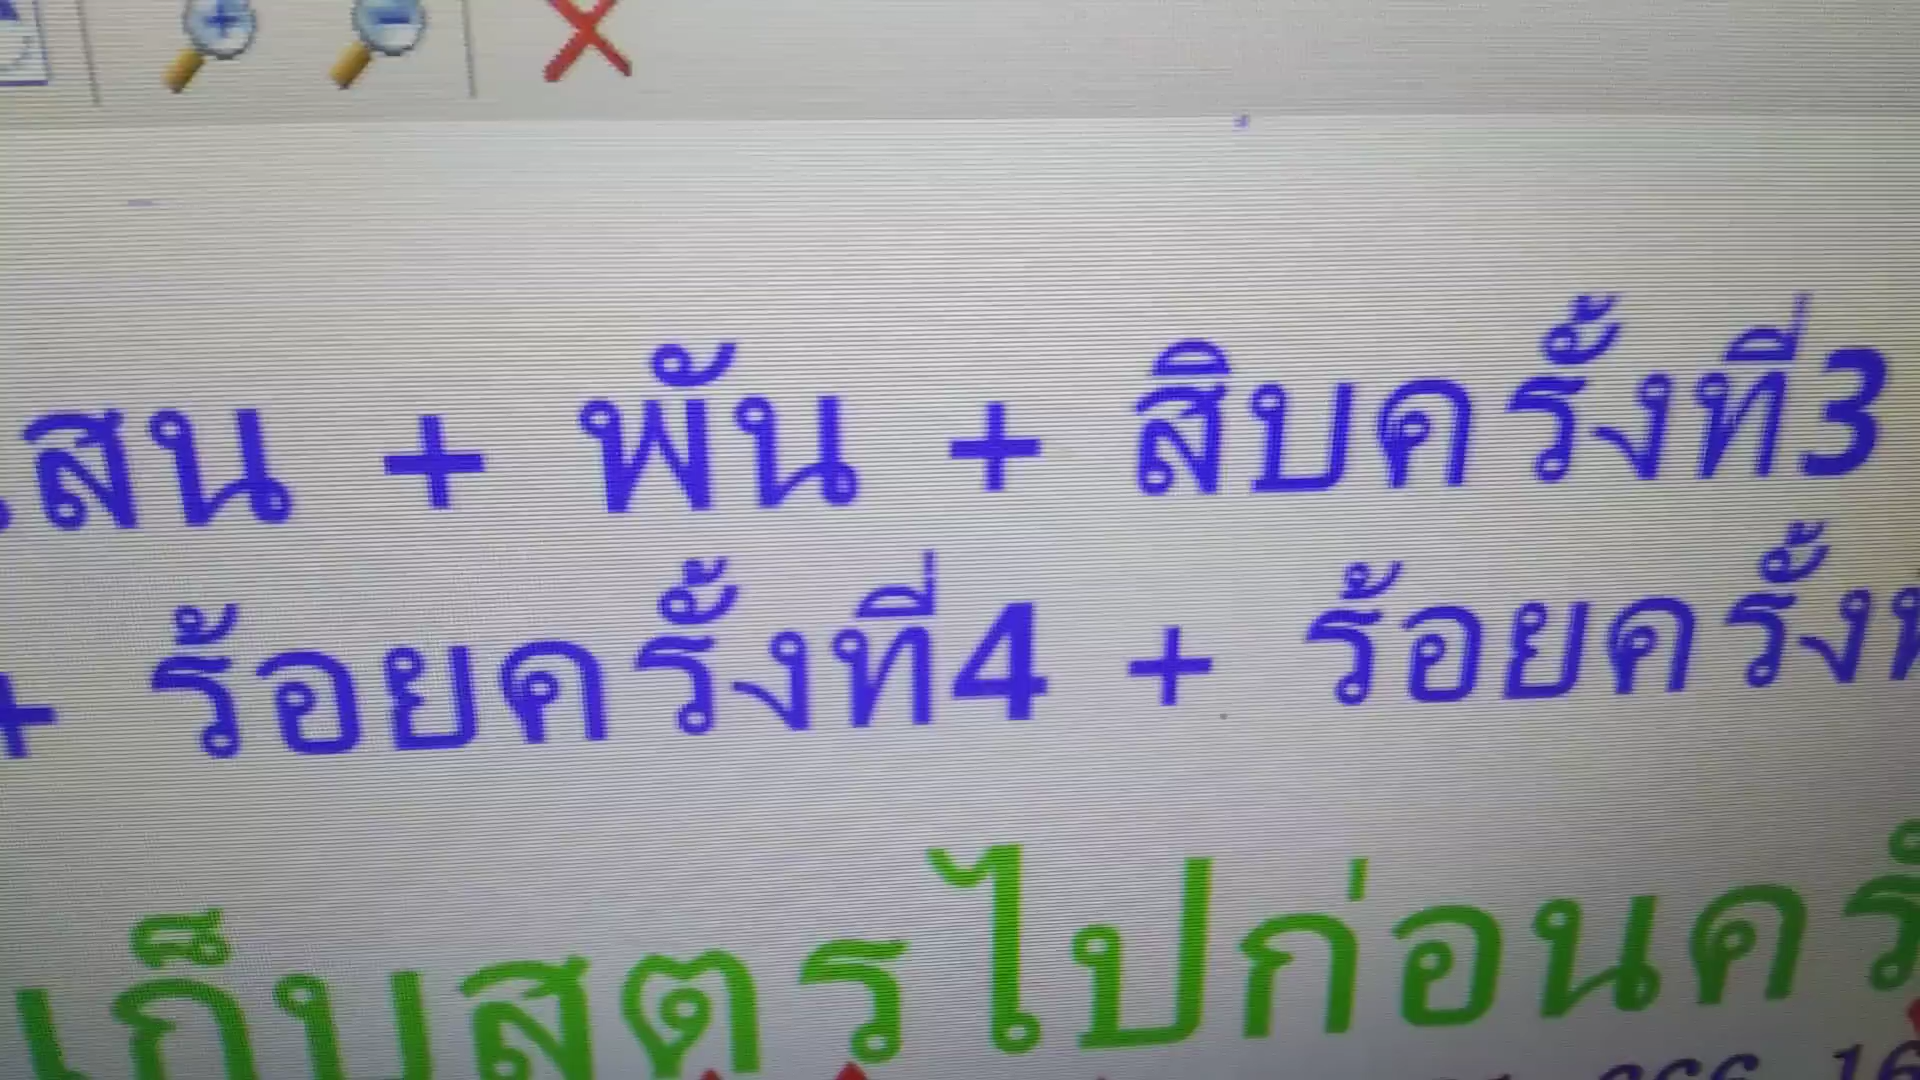 แสน + พัน + สิบครั้งที่3
+ ร้อยครั้งที่4 + ร้อยครั้งที่
เก็บสูตรไปก่อนครั